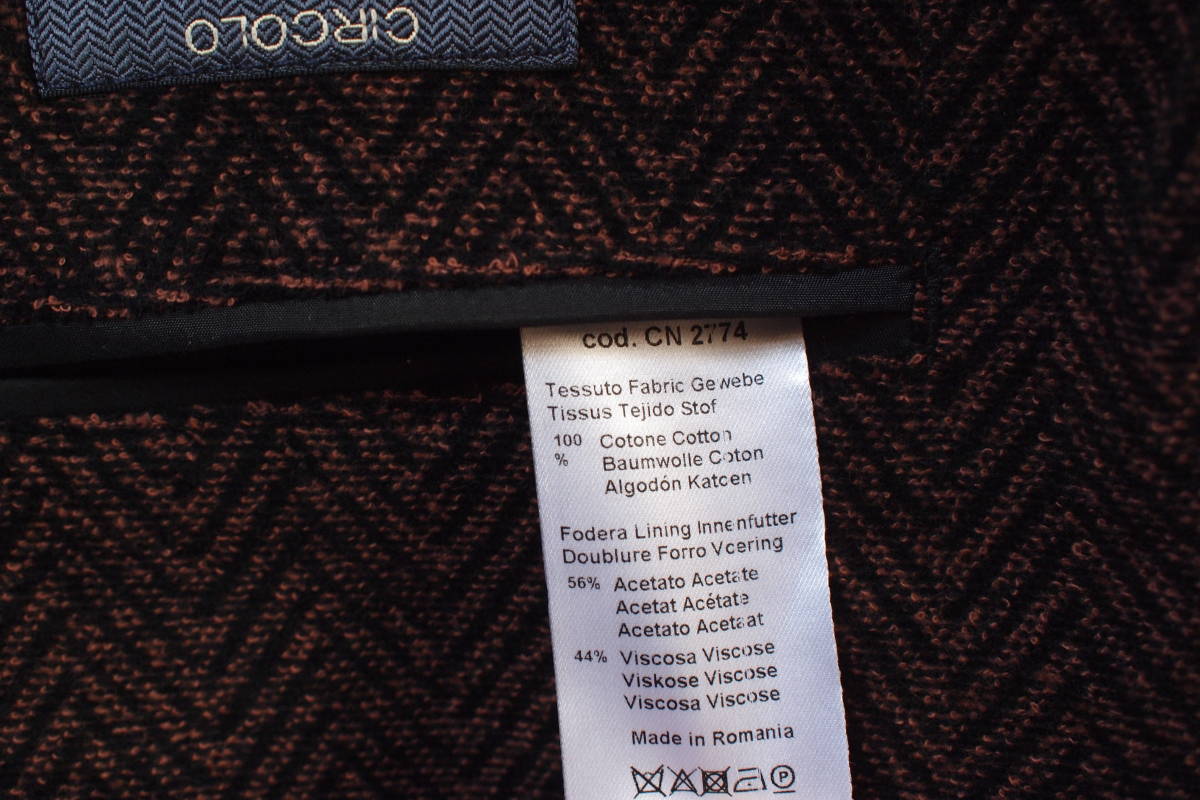 CIRCOLO
cod. CN 2774
Tessuto Fabric Gewebe
Tissus Tejido Stof
100 Cotone Cotton
% Baumwolle Coton
Algodón Katoen
Fodera Lining Innenfutter
Doublure Forro Voering
56% Acetato Acetate
Acetat Acétate
Acetato Acetaat
44% Viscosa Viscose
Viskose Viscose
Viscosa Viscose
Made in Romania
P